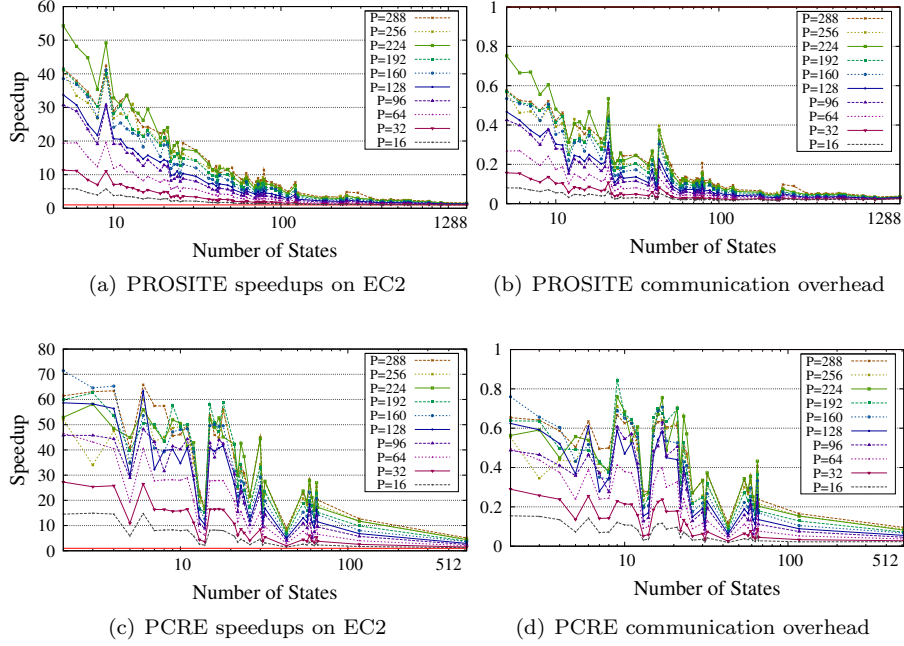 60
50
40
30
20
10
0
Speedup
10
100
1288
Number of States
P=288
P=256
P=224
P=192
P=160
P=128
P=96
P=64
P=32
P=16
(a) PROSITE speedups on EC2
1
0.8
0.6
0.4
0.2
0
10
100
1288
Number of States
P=288
P=256
P=224
P=192
P=160
P=128
P=96
P=64
P=32
P=16
(b) PROSITE communication overhead
80
70
60
50
40
30
20
10
0
Speedup
10
100
512
Number of States
P=288
P=256
P=224
P=192
P=160
P=128
P=96
P=64
P=32
P=16
(c) PCRE speedups on EC2
1
0.8
0.6
0.4
0.2
0
10
100
512
Number of States
P=288
P=256
P=224
P=192
P=160
P=128
P=96
P=64
P=32
P=16
(d) PCRE communication overhead